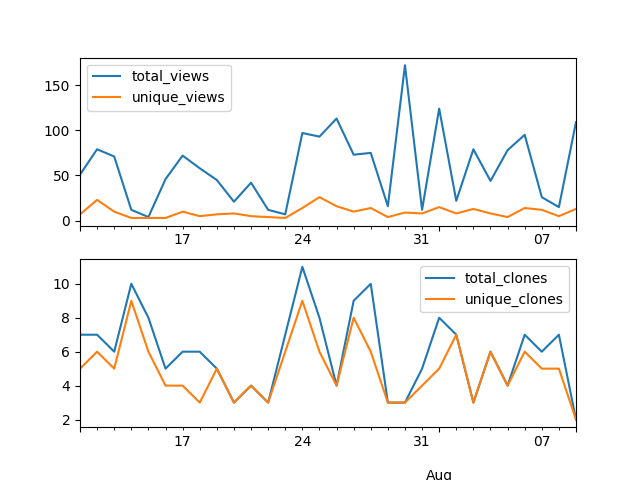 total_views
unique_views
150
100
50
0
17 24 31 07
total_clones
unique_clones
10
8
6
4
2
17 24 31 07
Aug